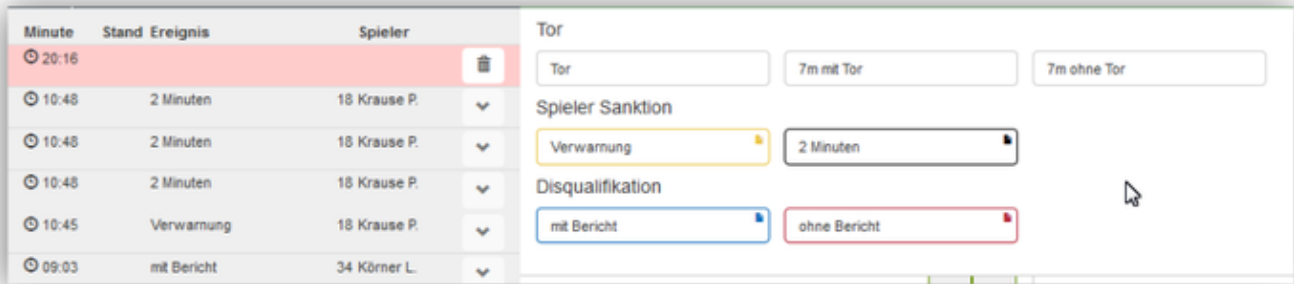 Minute Stand Ereignis Spieler
20:16
10:48 2 Minuten 18 Krause P.
10:48 2 Minuten 18 Krause P.
10:48 2 Minuten 18 Krause P.
10:45 Verwarnung 18 Krause P.
09:03 mit Bericht 34 Körner L.
Tor
Tor 7m mit Tor 7m ohne Tor
Spieler Sanktion
Verwarnung 2 Minuten
Disqualifikation
mit Bericht ohne Bericht